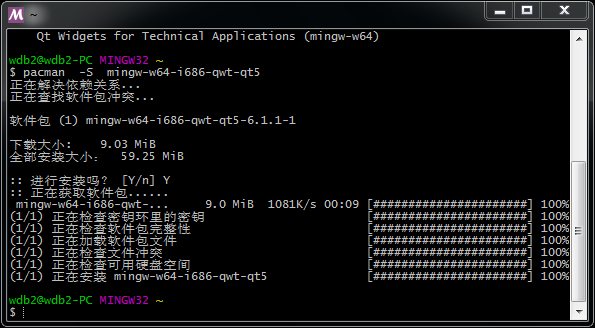 M ~
Qt Widgets for Technical Applications (mingw-w64)
wdb2@wdb2-PC MINGW32 ~
$ pacman  -S  mingw-w64-i686-qwt-qt5
正在解决依赖关系...
正在查找软件包冲突...
软件包 (1) mingw-w64-i686-qwt-qt5-6.1.1-1
下载大小:    9.03 MiB
全部安装大小:   59.25 MiB
:: 进行安装吗？ [Y/n] Y
:: 正在获取软件包......
mingw-w64-i686-qwt-...     9.0 MiB  1081K/s 00:09 [######################] 100%
(1/1) 正在检查密钥环里的密钥                       [######################] 100%
(1/1) 正在检查软件包完整性                         [######################] 100%
(1/1) 正在加载软件包文件                           [######################] 100%
(1/1) 正在检查文件冲突                             [######################] 100%
(1/1) 正在检查可用硬盘空间                         [######################] 100%
(1/1) 正在安装 mingw-w64-i686-qwt-qt5              [######################] 100%
wdb2@wdb2-PC MINGW32 ~
$